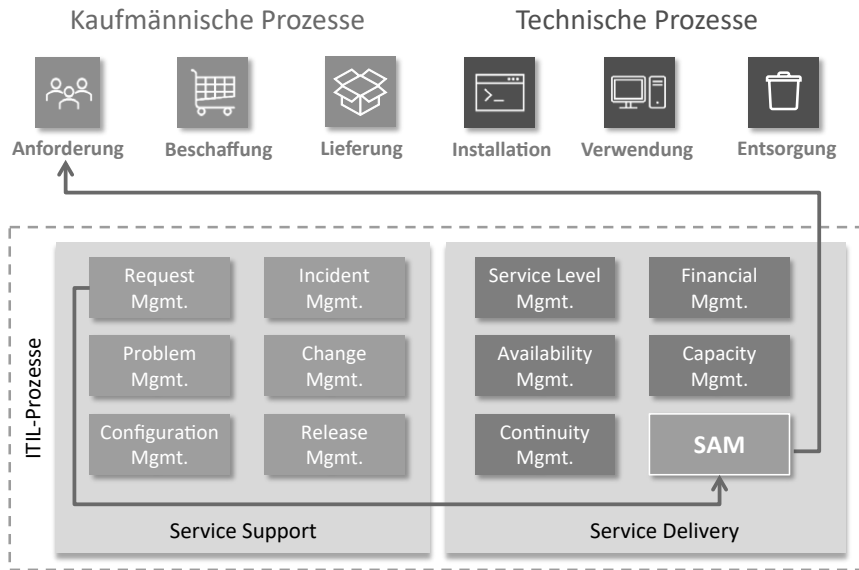 Kaufmännische Prozesse
Technische Prozesse
Anforderung
Beschaffung
Lieferung
Installation
Verwendung
Entsorgung
ITIL-Prozesse
Request
Mgmt.
Incident
Mgmt.
Problem
Mgmt.
Change
Mgmt.
Configuration
Mgmt.
Release
Mgmt.
Service Support
Service Level
Mgmt.
Financial
Mgmt.
Availability
Mgmt.
Capacity
Mgmt.
Continuity
Mgmt.
SAM
Service Delivery